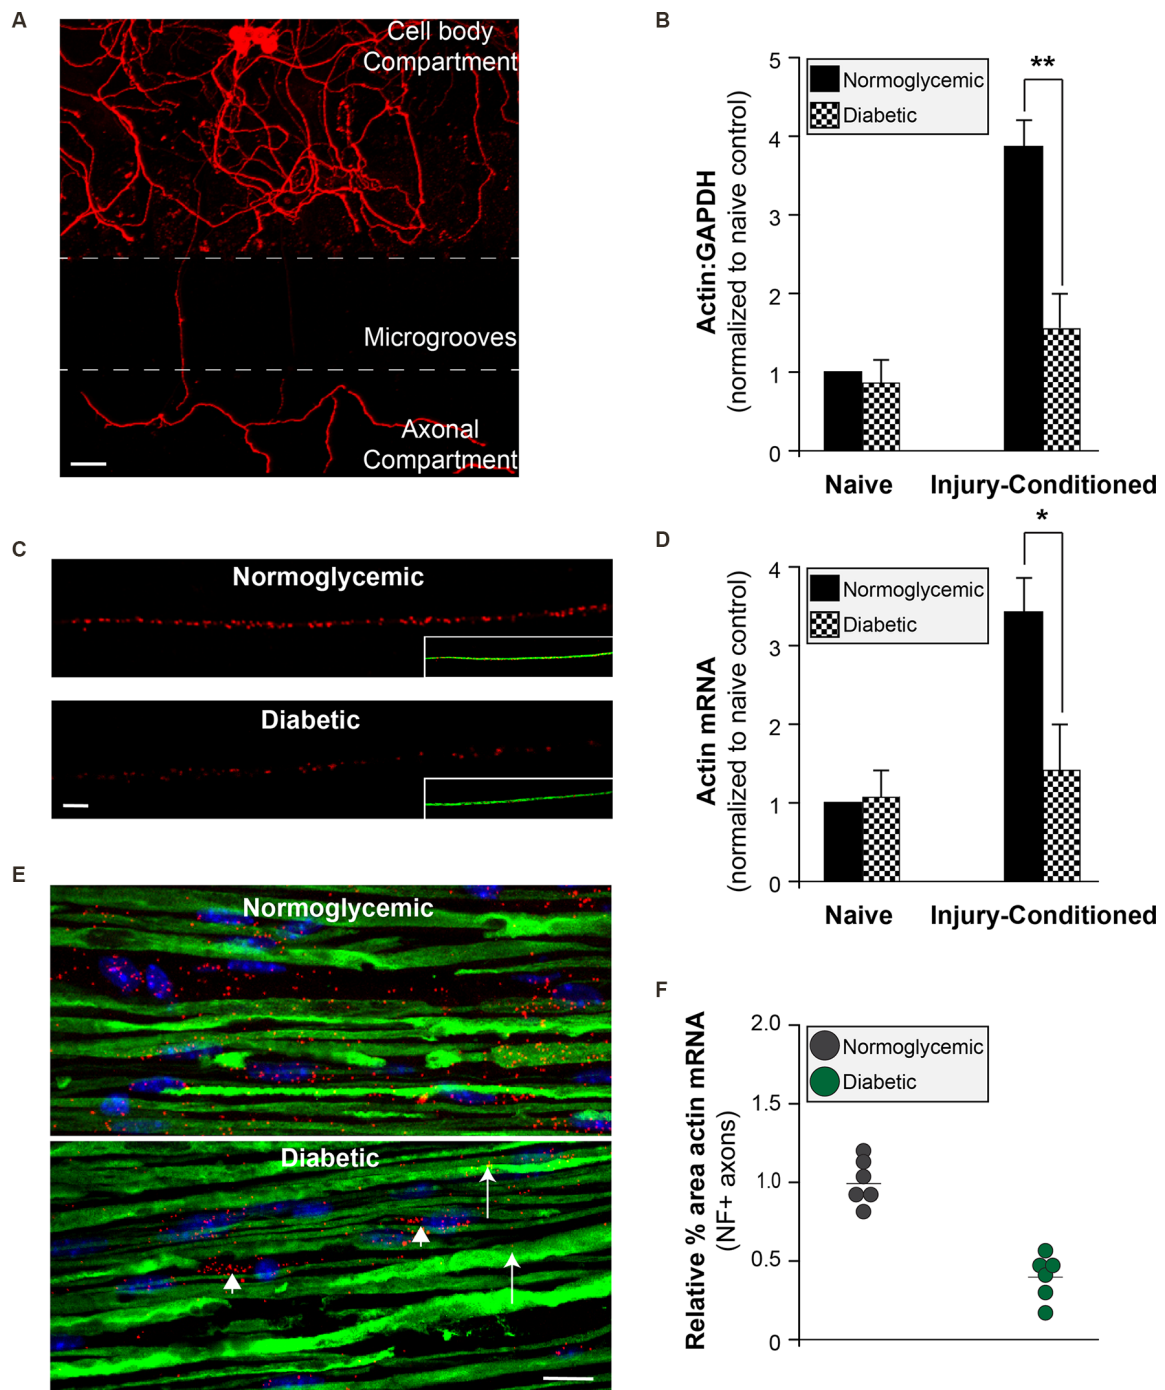 A
Cell body
Compartment
Microgrooves
Axonal
Compartment
B
Actin:GAPDH
(normalized to naive control)
5
4
3
2
1
0
Normoglycemic
Diabetic
**
Naive
Injury-Conditioned
C
Normoglycemic
Diabetic
D
Actin mRNA
(normalized to naive control)
4
3
2
1
0
Normoglycemic
Diabetic
*
Naive
Injury-Conditioned
E
Normoglycemic
Diabetic
F
Relative % area actin mRNA
(NF+ axons)
2.0
1.5
1.0
0.5
0
Normoglycemic
Diabetic